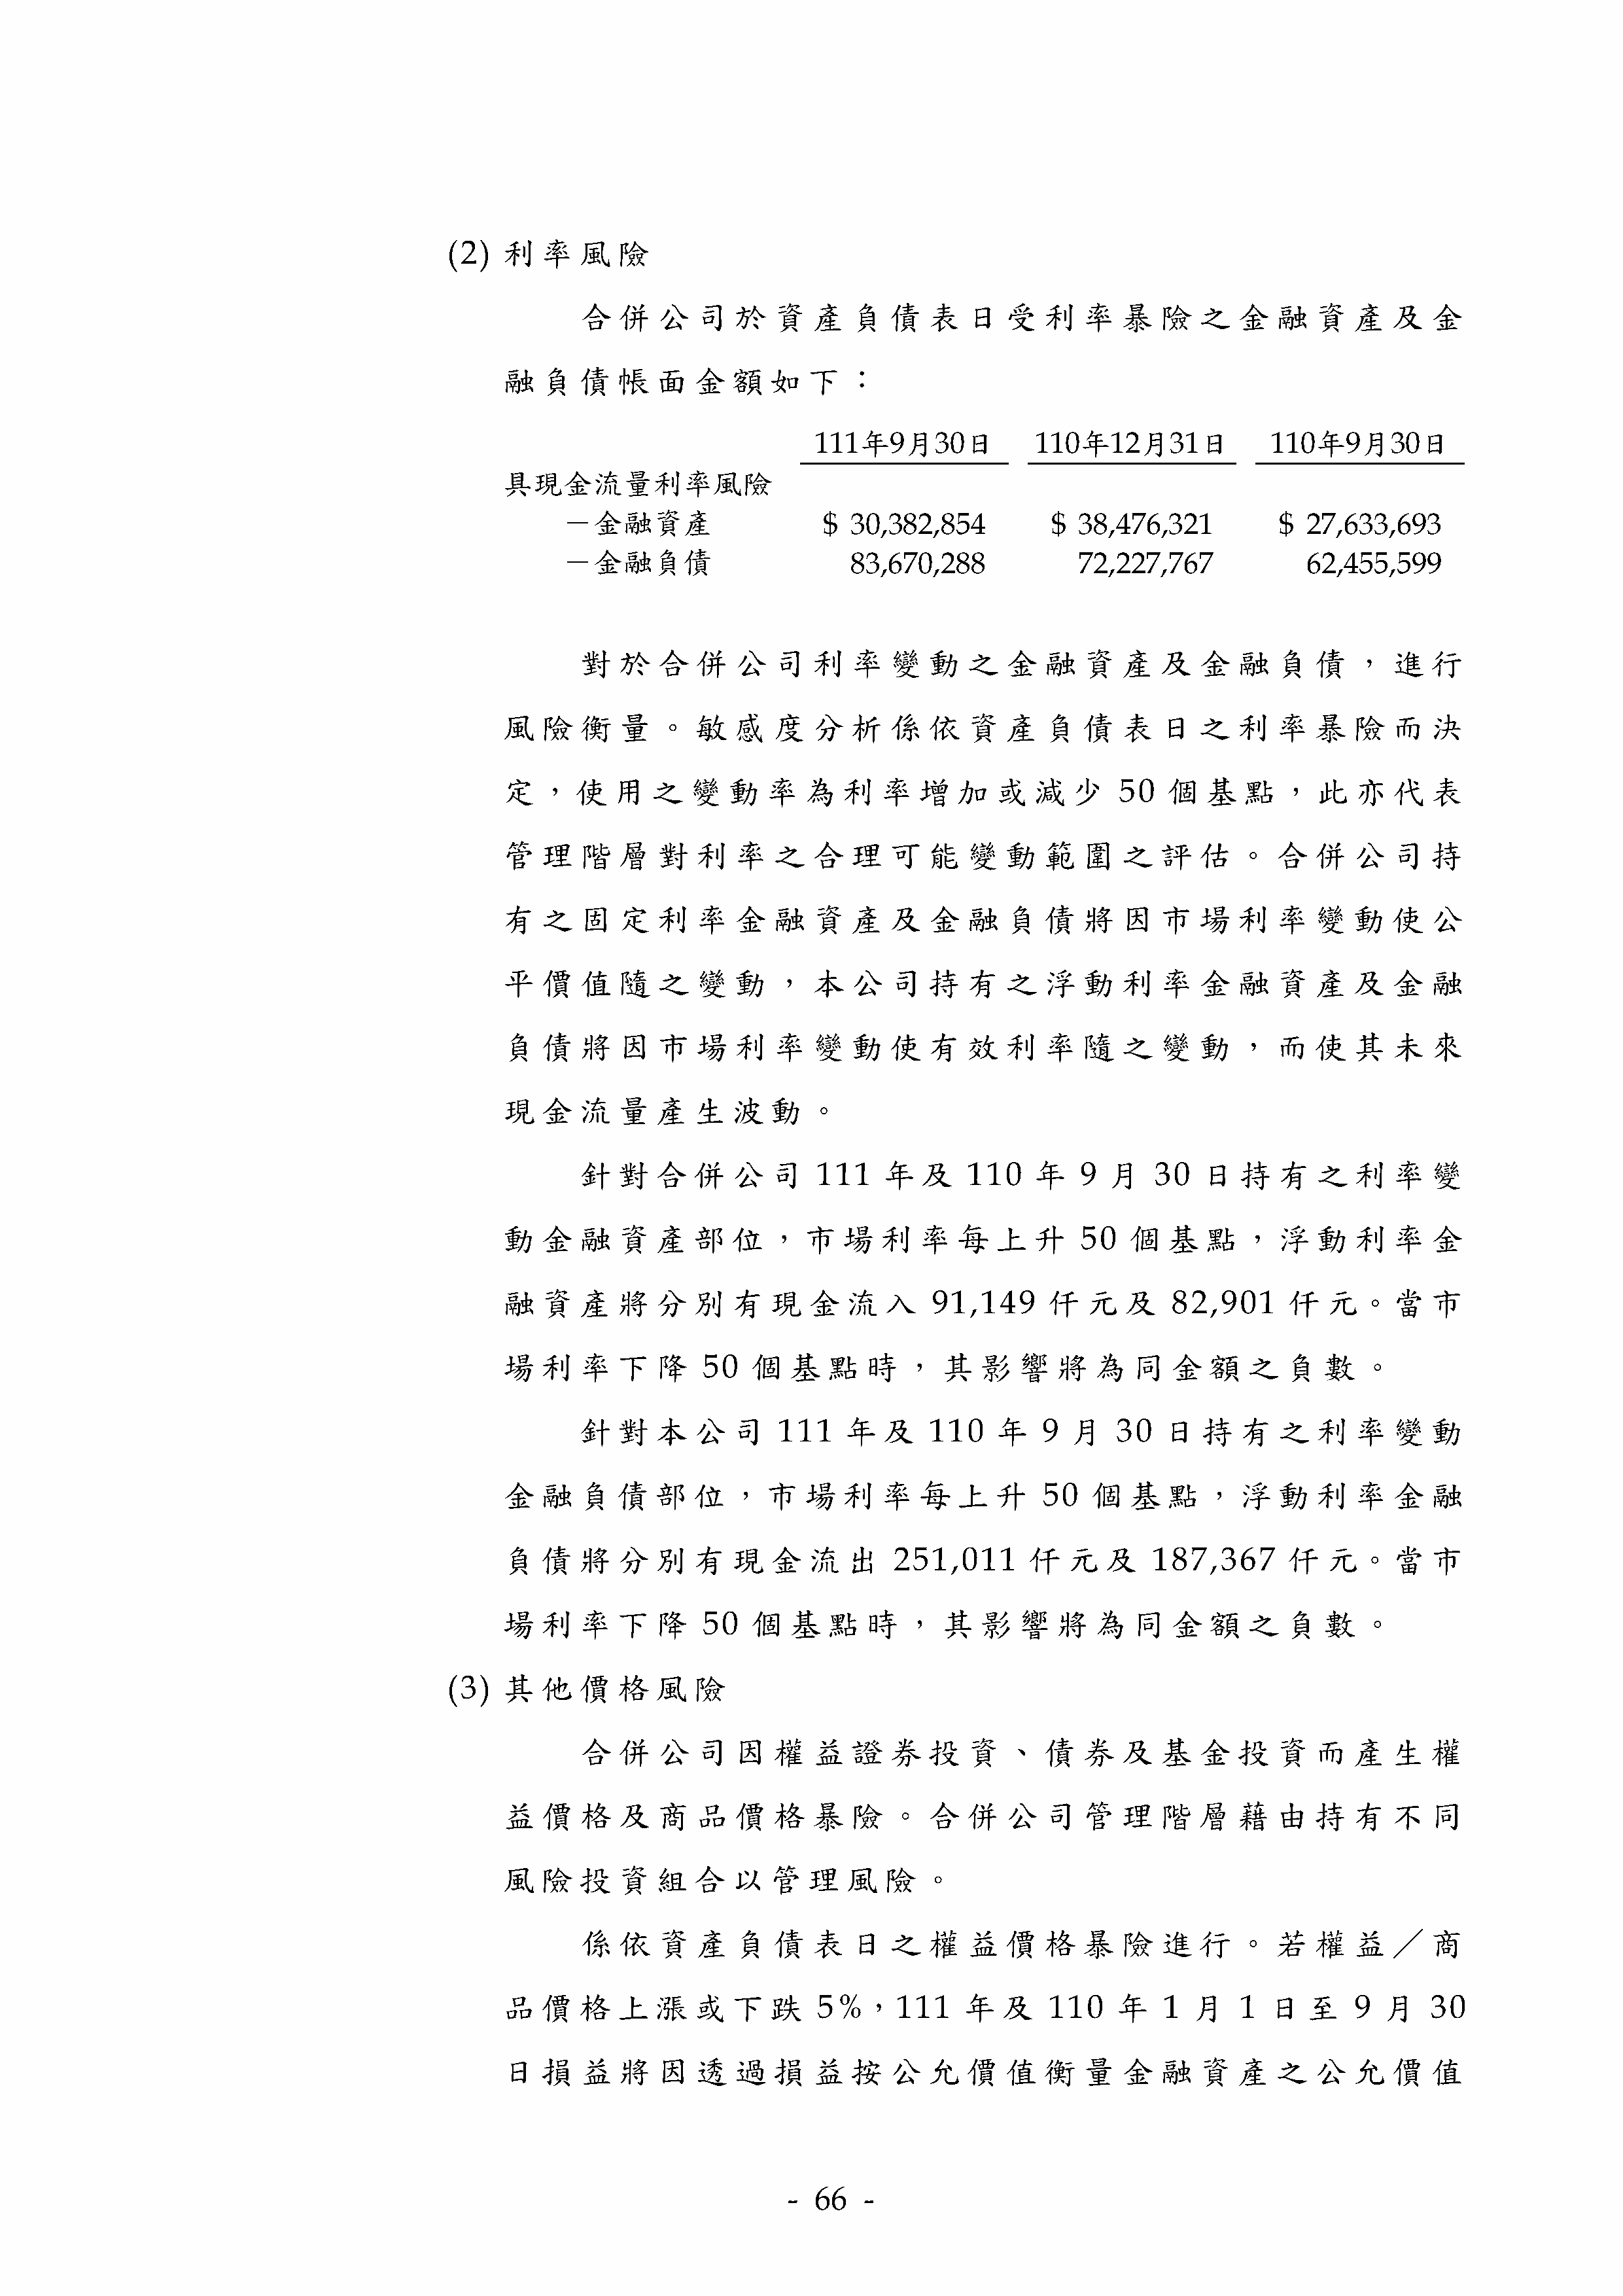 (2) 利率風險
合併公司於資產負債表日受利率暴險之金融資產及金
融負債帳面金額如下：
111年9月30日 110年12月31日 110年9月30日
具現金流量利率風險
－金融資產 $ 30,382,854 $ 38,476,321 $ 27,633,693
－金融負債 83,670,288 72,227,767 62,455,599
對於合併公司利率變動之金融資產及金融負債，進行
風險衡量。敏感度分析係依資產負債表日之利率暴險而決
定，使用之變動率為利率增加或減少 50 個基點，此亦代表
管理階層對利率之合理可能變動範圍之評估。合併公司持
有之固定利率金融資產及金融負債將因市場利率變動使公
平價值隨之變動，本公司持有之浮動利率金融資產及金融
負債將因市場利率變動使有效利率隨之變動，而使其未來
現金流量產生波動。
針對合併公司 111 年及 110 年 9 月 30 日持有之利率變
動金融資產部位，市場利率每上升 50 個基點，浮動利率金
融資產將分別有現金流入 91,149 仟元及 82,901 仟元。當市
場利率下降 50 個基點時，其影響將為同金額之負數。
針對本公司 111 年及 110 年 9 月 30 日持有之利率變動
金融負債部位，市場利率每上升 50 個基點，浮動利率金融
負債將分別有現金流出 251,011 仟元及 187,367 仟元。當市
場利率下降 50 個基點時，其影響將為同金額之負數。
(3) 其他價格風險
合併公司因權益證券投資、債券及基金投資而產生權
益價格及商品價格暴險。合併公司管理階層藉由持有不同
風險投資組合以管理風險。
係依資產負債表日之權益價格暴險進行。若權益／商
品價格上漲或下跌 5%，111 年及 110 年 1 月 1 日至 9 月 30
日損益將因透過損益按公允價值衡量金融資產之公允價值
- 66 -